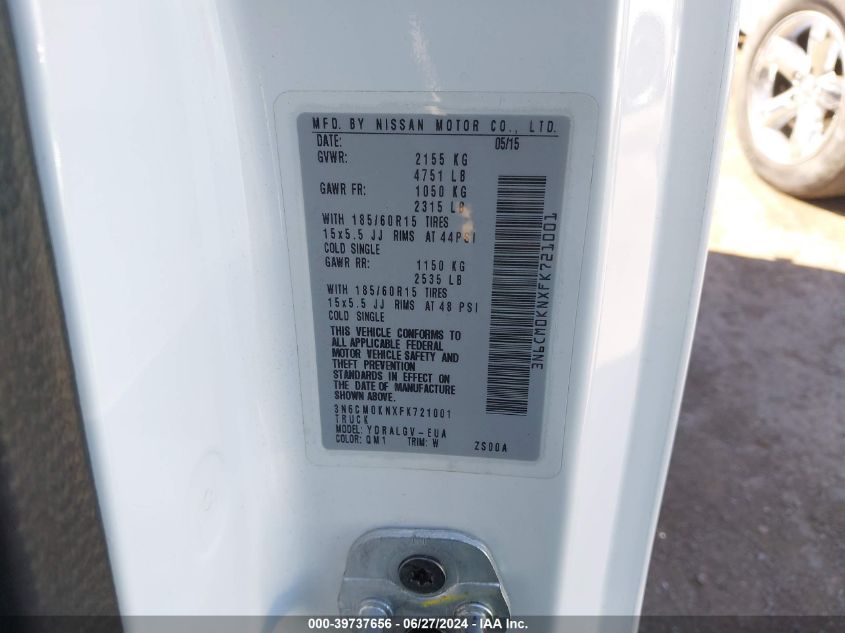 MFD. BY NISSAN MOTOR CO., LTD.
DATE: 05/15
GVWR: 2155 KG
4751 LB
GAWR FR: 1050 KG
2315 LB
WITH 185/60R15 TIRES
15x5.5 JJ RIMS AT 44PSI
COLD SINGLE
GAWR RR: 1150 KG
2535 LB
WITH 185/60R15 TIRES
15x5.5 JJ RIMS AT 48 PSI
COLD SINGLE
THIS VEHICLE CONFORMS TO
ALL APPLICABLE FEDERAL
MOTOR VEHICLE SAFETY AND
THEFT PREVENTION
STANDARDS IN EFFECT ON
THE DATE OF MANUFACTURE
SHOWN ABOVE.
3N6CM0KNXFK721001
TRUCK
MODEL: YDRALGV-EUA
COLOR: QM1 TRIM: W ZS00A
3N6CM0KNXFK721001
000-39737656 - 06/27/2024 - IAA Inc.